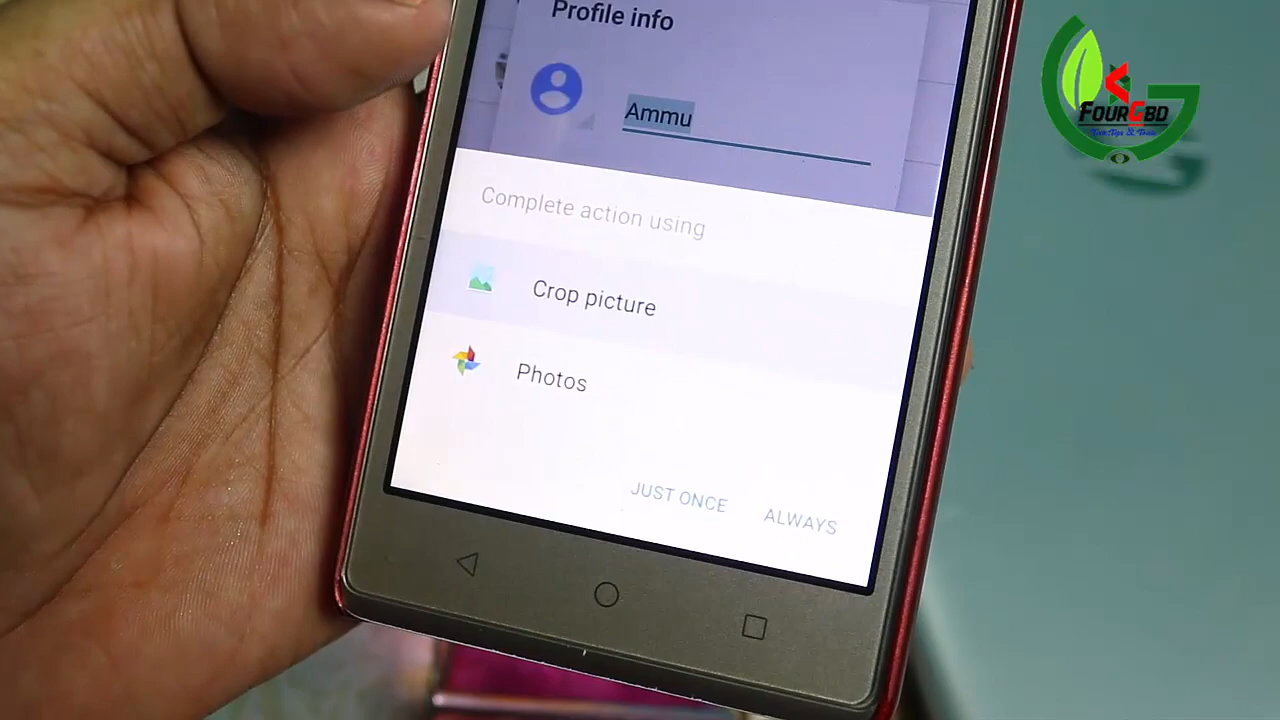 Profile info
Ammu
Complete action using
Crop picture
Photos
JUST ONCE
ALWAYS
FourGbd